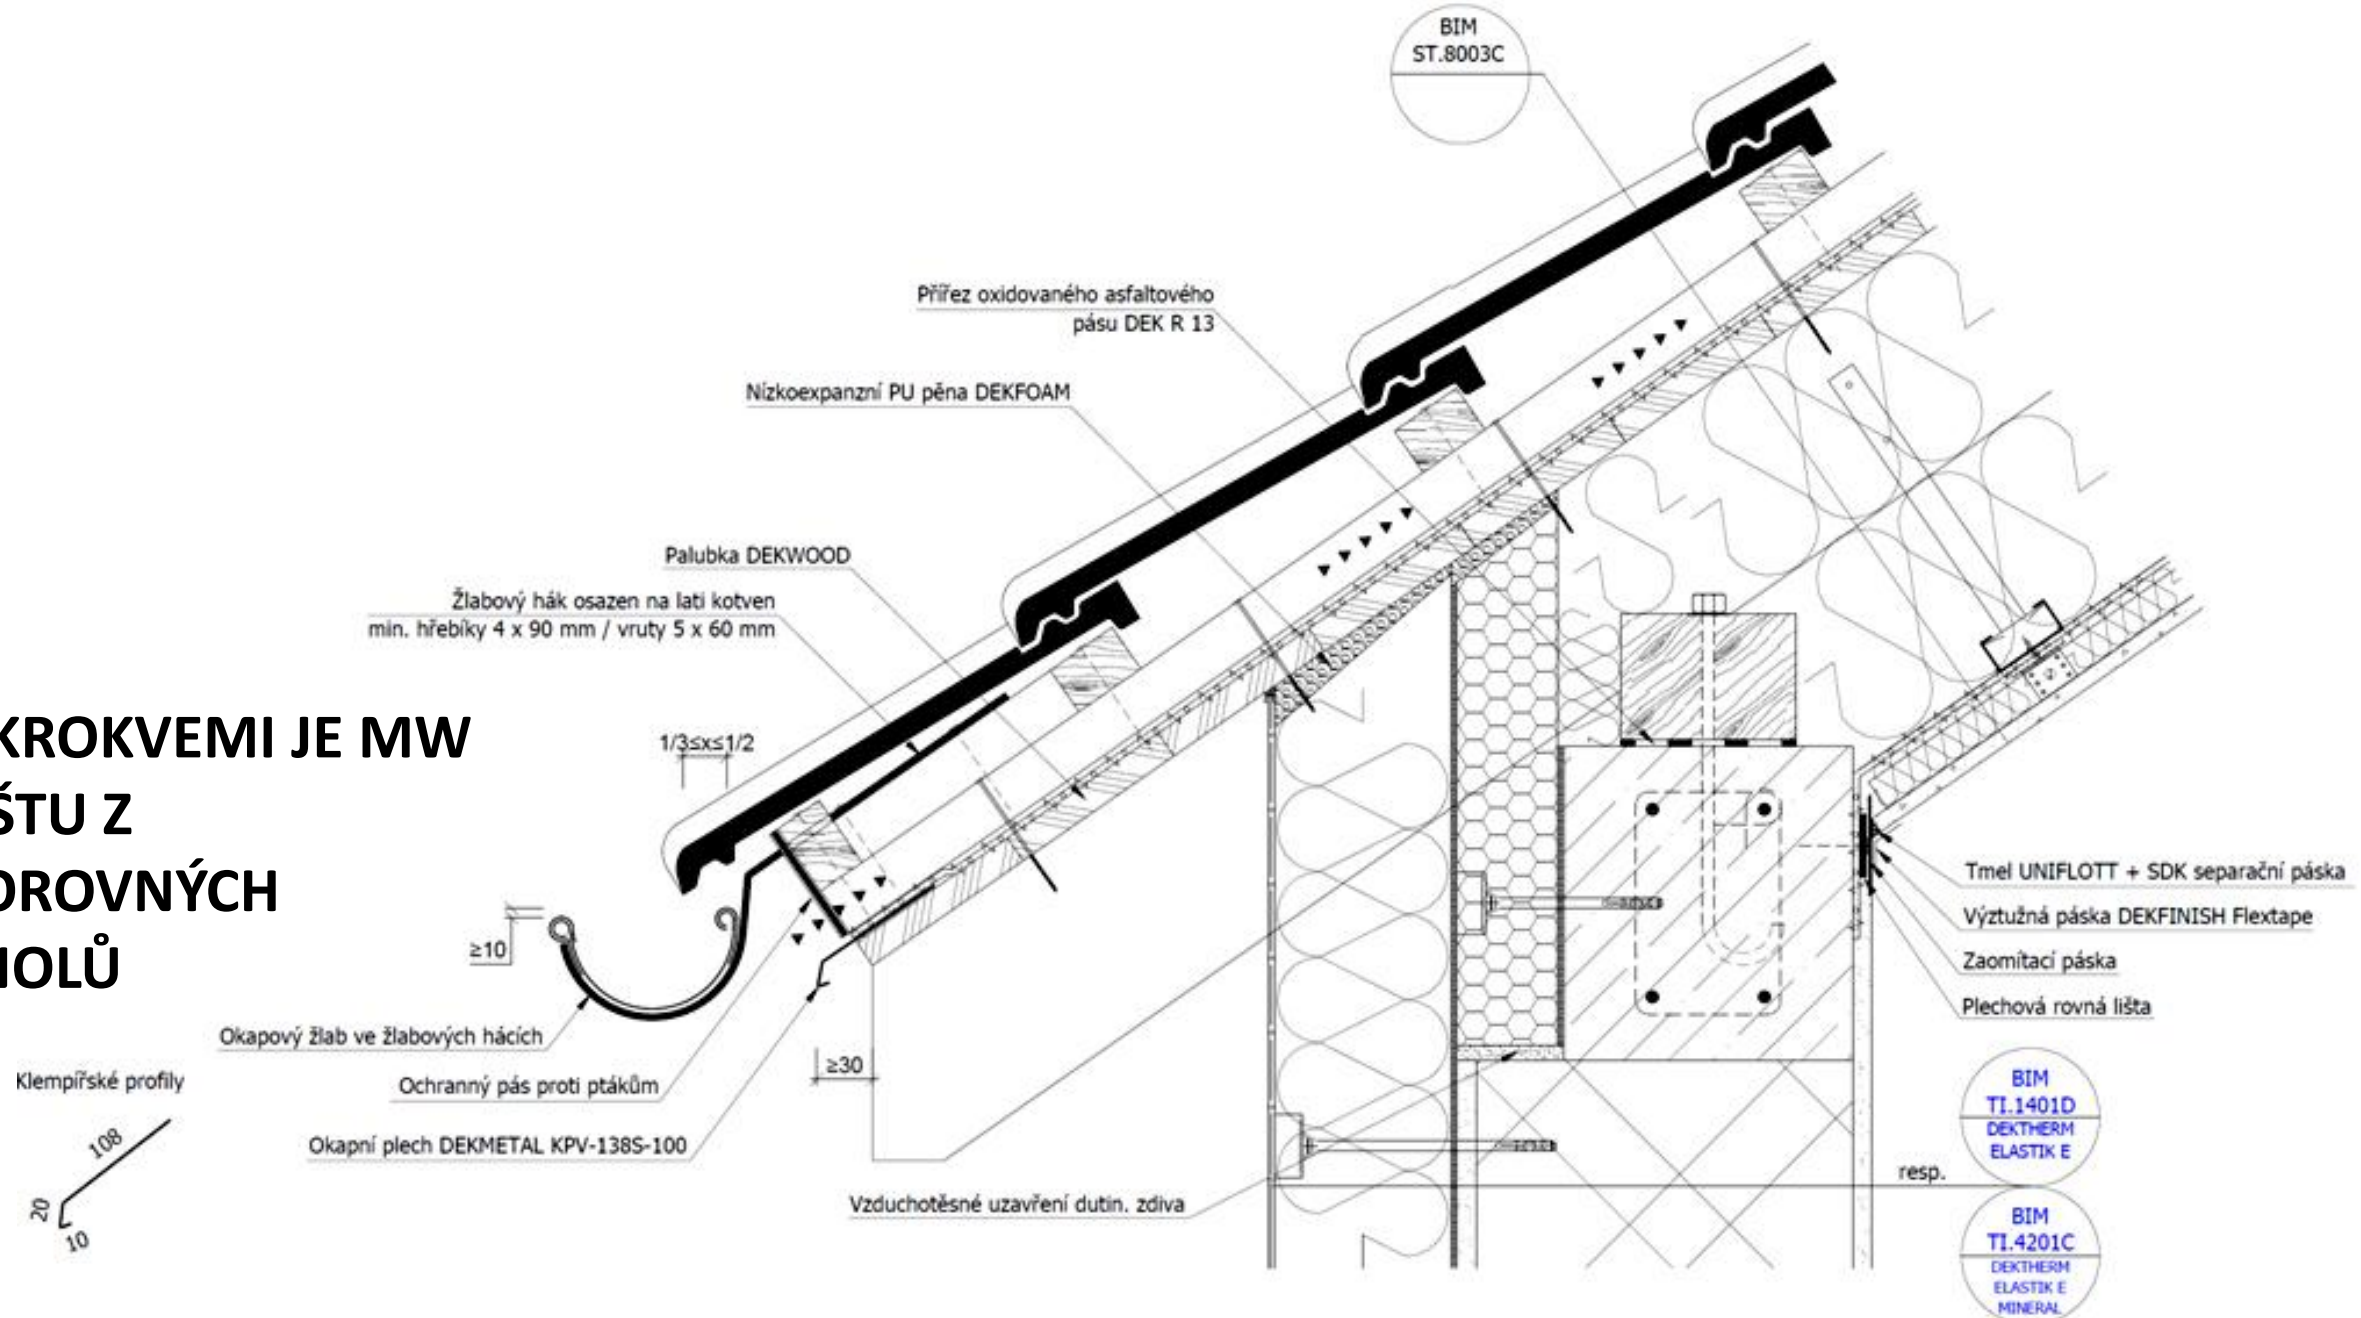 BIM
ST.8003C
Přířez oxidovaného asfaltového
pásu DEK R 13
Nízkoexpanzní PU pěna DEKFOAM
Palubka DEKWOOD
Žlabový hák osazen na lati kotven
min. hřebíky 4 x 90 mm / vruty 5 x 60 mm
KROKVEMI JE MW
ŠTU Z
OROVNÝCH
HOLŮ
1/3≤x≤1/2
≥10
Okapový žlab ve žlabových hácích
Klempířské profily
108
20
10
Ochranný pás proti ptákům
≥30
Okapní plech DEKMETAL KPV-138S-100
Vzduchotěsné uzavření dutin. zdiva
Tmel UNIFLOTT + SDK separační páska
Výztužná páska DEKFINISH Flextape
Zaomítací páska
Plechová rovná lišta
BIM
TI.1401D
DEKTHERM
ELASTIK E
resp.
BIM
TI.4201C
DEKTHERM
ELASTIK E
MINERAL